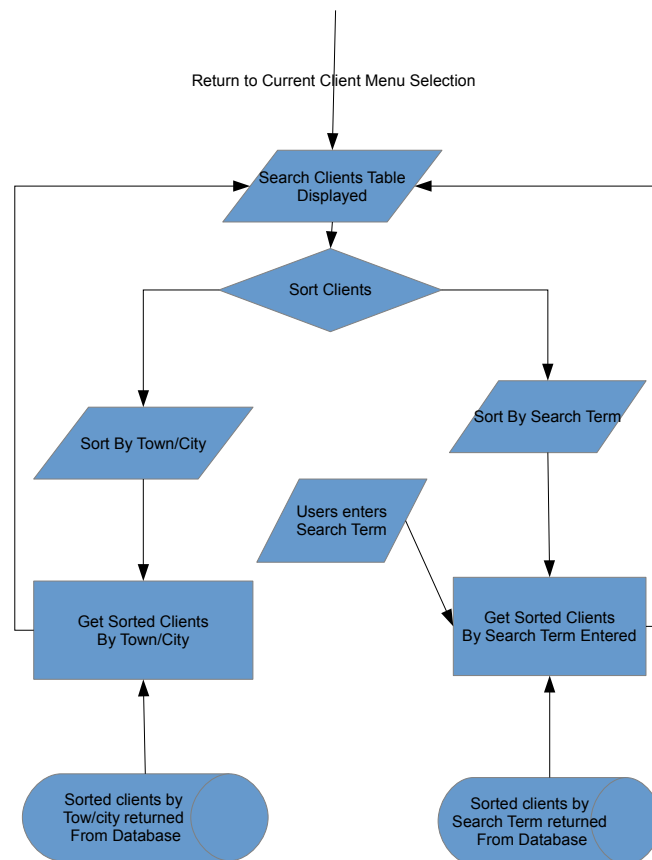 Return to Current Client Menu Selection
Search Clients Table
Displayed
Sort Clients
Sort By Town/City
Sort By Search Term
Users enters
Search Term
Get Sorted Clients
By Town/City
Get Sorted Clients
By Search Term Entered
Sorted clients by
Tow/city returned
From Database
Sorted clients by
Search Term returned
From Database